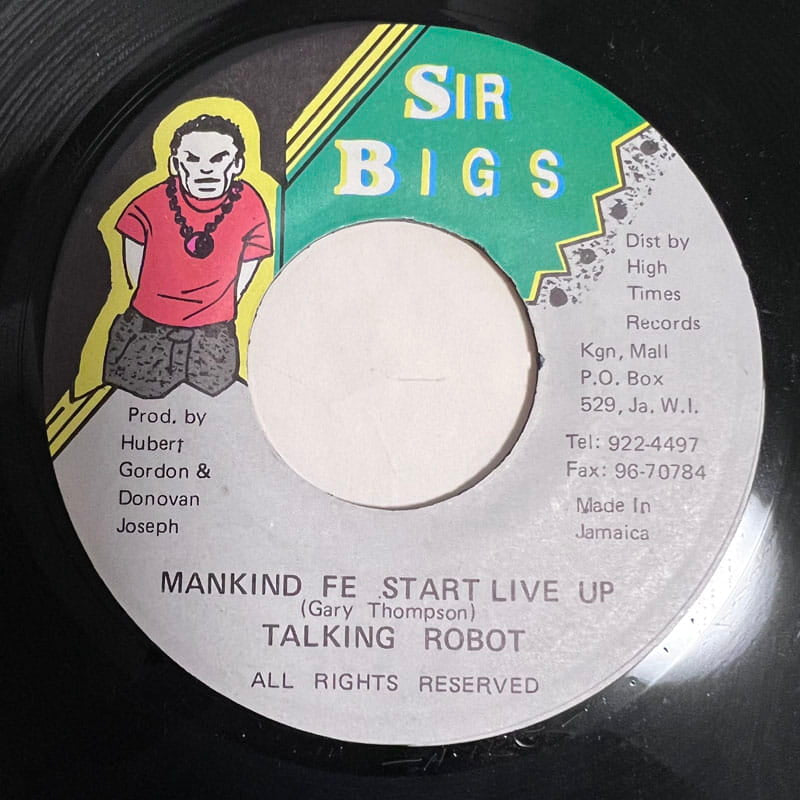 SIR
BIGS
Dist by
High
Times
Records
Kgn, Mall
P.O. Box
529, Ja. W.I.
Tel: 922-4497
Fax: 96-70784
Made In
Jamaica
Prod. by
Hubert
Gordon &
Donovan
Joseph
MANKIND FE START LIVE UP
(Gary Thompson)
TALKING ROBOT
ALL RIGHTS RESERVED